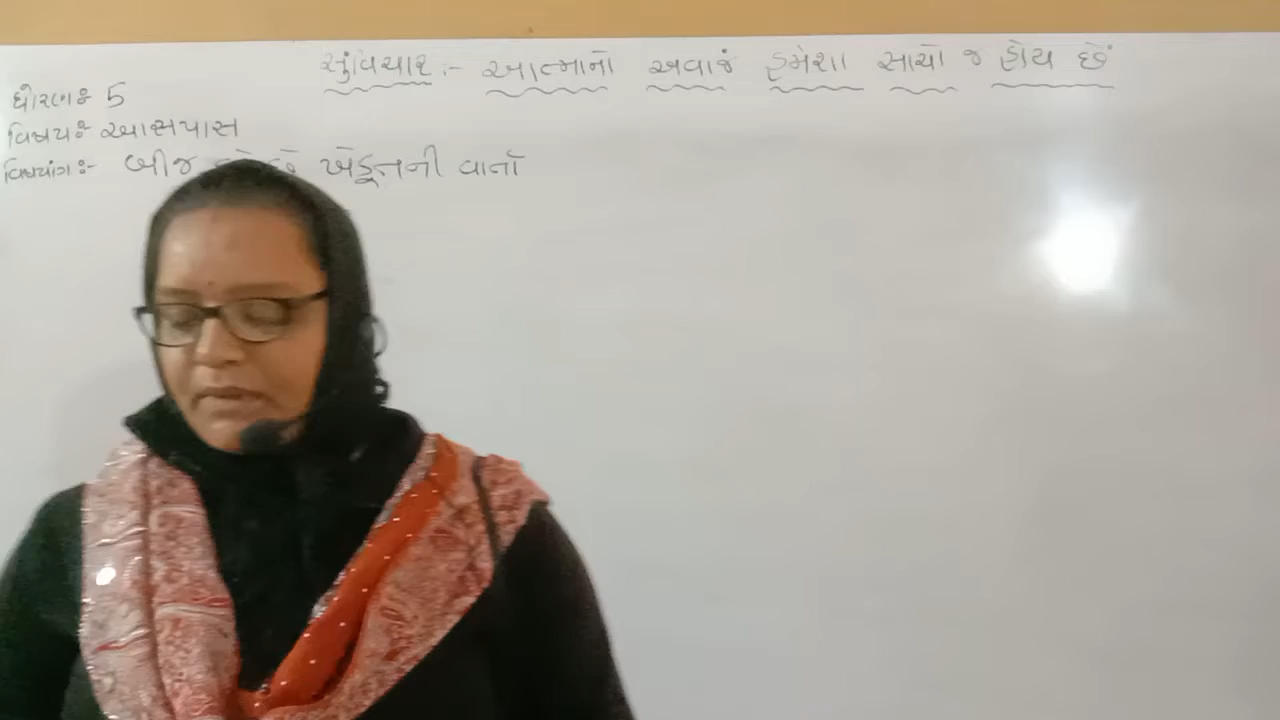 સુવિચાર :- આત્માનો અવાજ હંમેશા સાચો જ હોય છે
ધોરણઃ 5
વિષયઃ આસપાસ
વિષયાંગઃ- બીજ ખેડૂતની વાર્તા